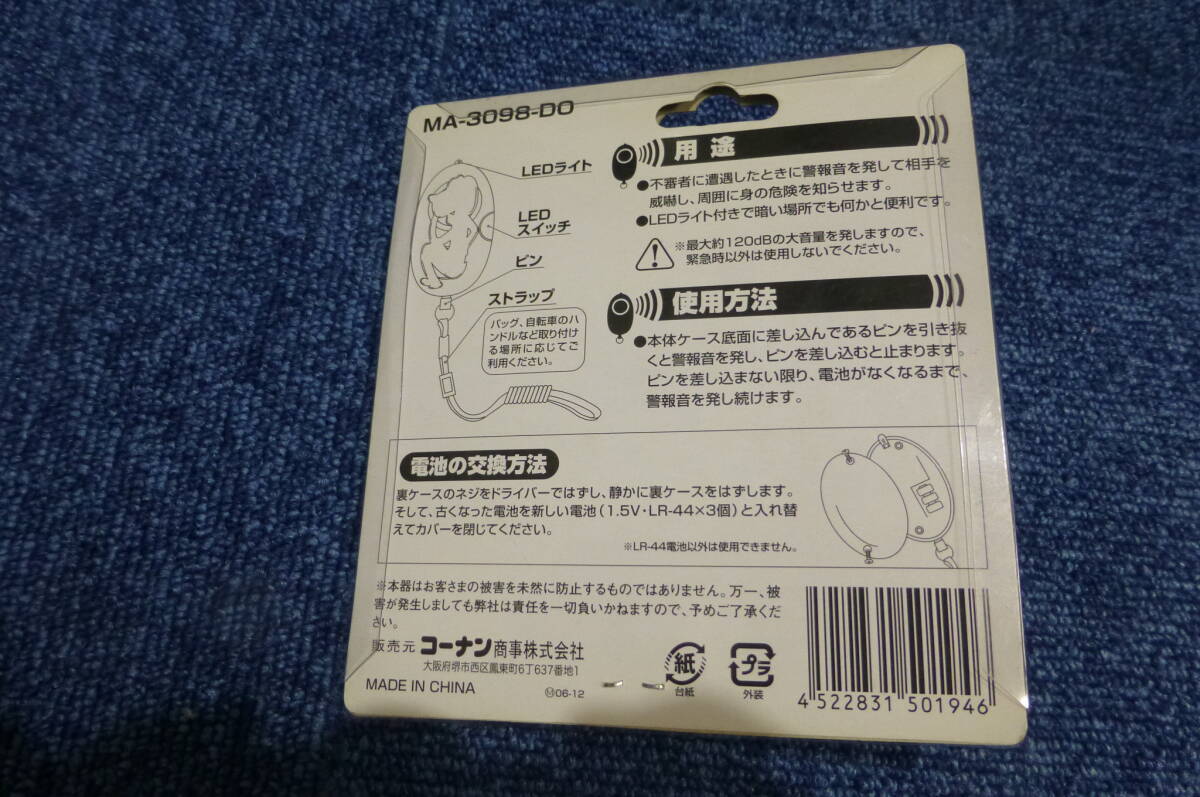 MA-3098-DO
LEDライト
LED
スイッチ
ピン
ストラップ
バッグ、自転車のハ
ンドルなど取り付け
る場所に応じてご
利用ください。
用途
●不審者に遭遇したときに警報音を発して相手を
威嚇し、周囲に身の危険を知らせます。
●LEDライト付きで暗い場所でも何かと便利です。
※最大約120dBの大音量を発しますので、
緊急時以外は使用しないでください。
使用方法
●本体ケース底面に差し込んであるピンを引き抜
くと警報音を発し、ピンを差し込むと止まります。
ピンを差し込まない限り、電池がなくなるまで、
警報音を発し続けます。
電池の交換方法
裏ケースのネジをドライバーではずし、静かに裏ケースをはずします。
そして、古くなった電池を新しい電池(1.5V・LR-44×3個)と入れ替
えてカバーを閉じてください。
※LR-44電池以外は使用できません。
※本器はお客さまの被害を未然に防止するものではありません。万一、被
害が発生しましても弊社は責任を一切負いかねますので、予めご了承くだ
さい。
販売元 コーナン商事株式会社
大阪府堺市西区鳳東町6丁637番地1
MADE IN CHINA
Ⓜ06-12
紙
台紙
プラ
外装
4 522831 501946